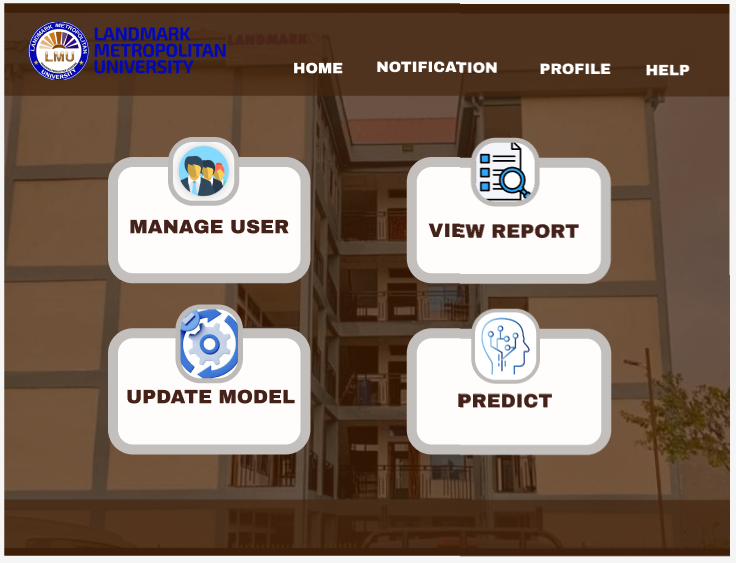 LANDMARK
METROPOLITAN
UNIVERSITY
LANDMARK METROPOLITAN
LMU
UNIVERSITY
LANDMARK
HOME
NOTIFICATION
PROFILE
HELP
MANAGE USER
VIEW REPORT
UPDATE MODEL
PREDICT